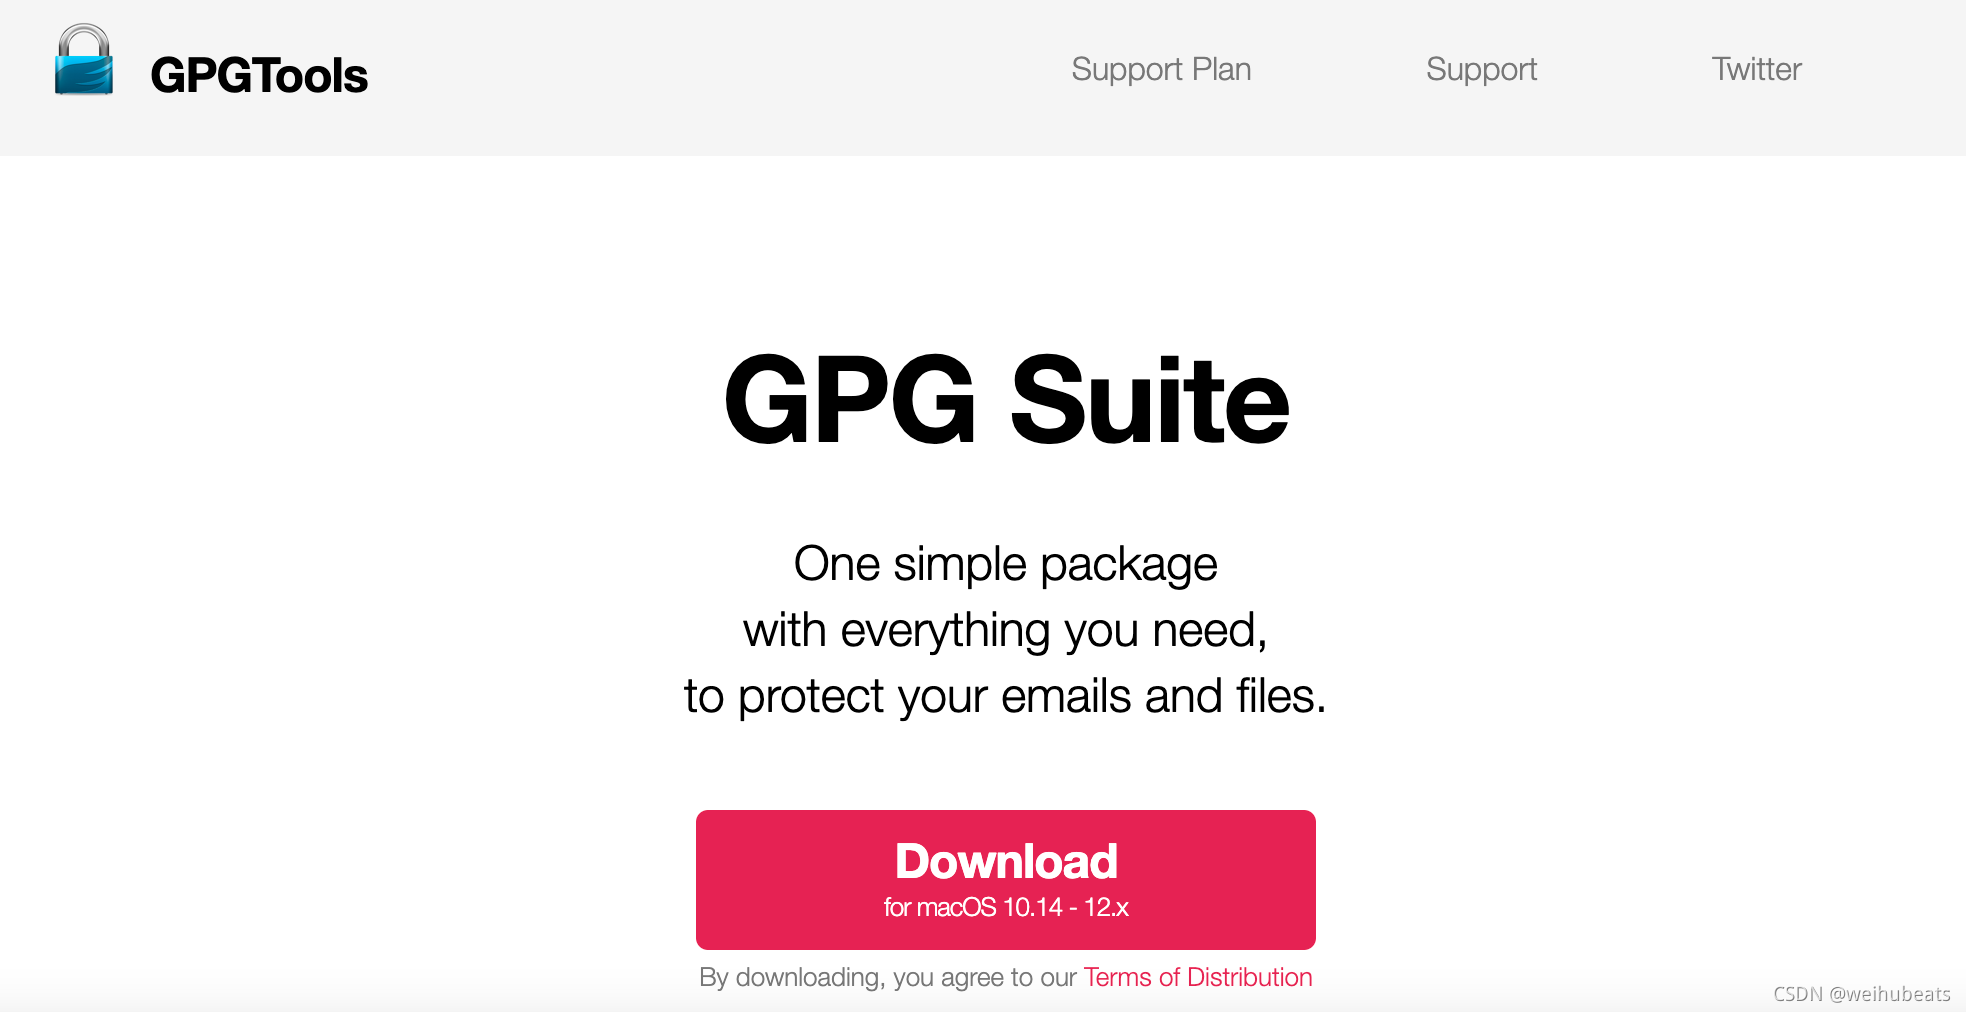 GPGTools
Support Plan
Support
Twitter
GPG Suite
One simple package
with everything you need,
to protect your emails and files.
Download
for macOS 10.14 - 12.x
By downloading, you agree to our Terms of Distribution
CSDN @weihubeats